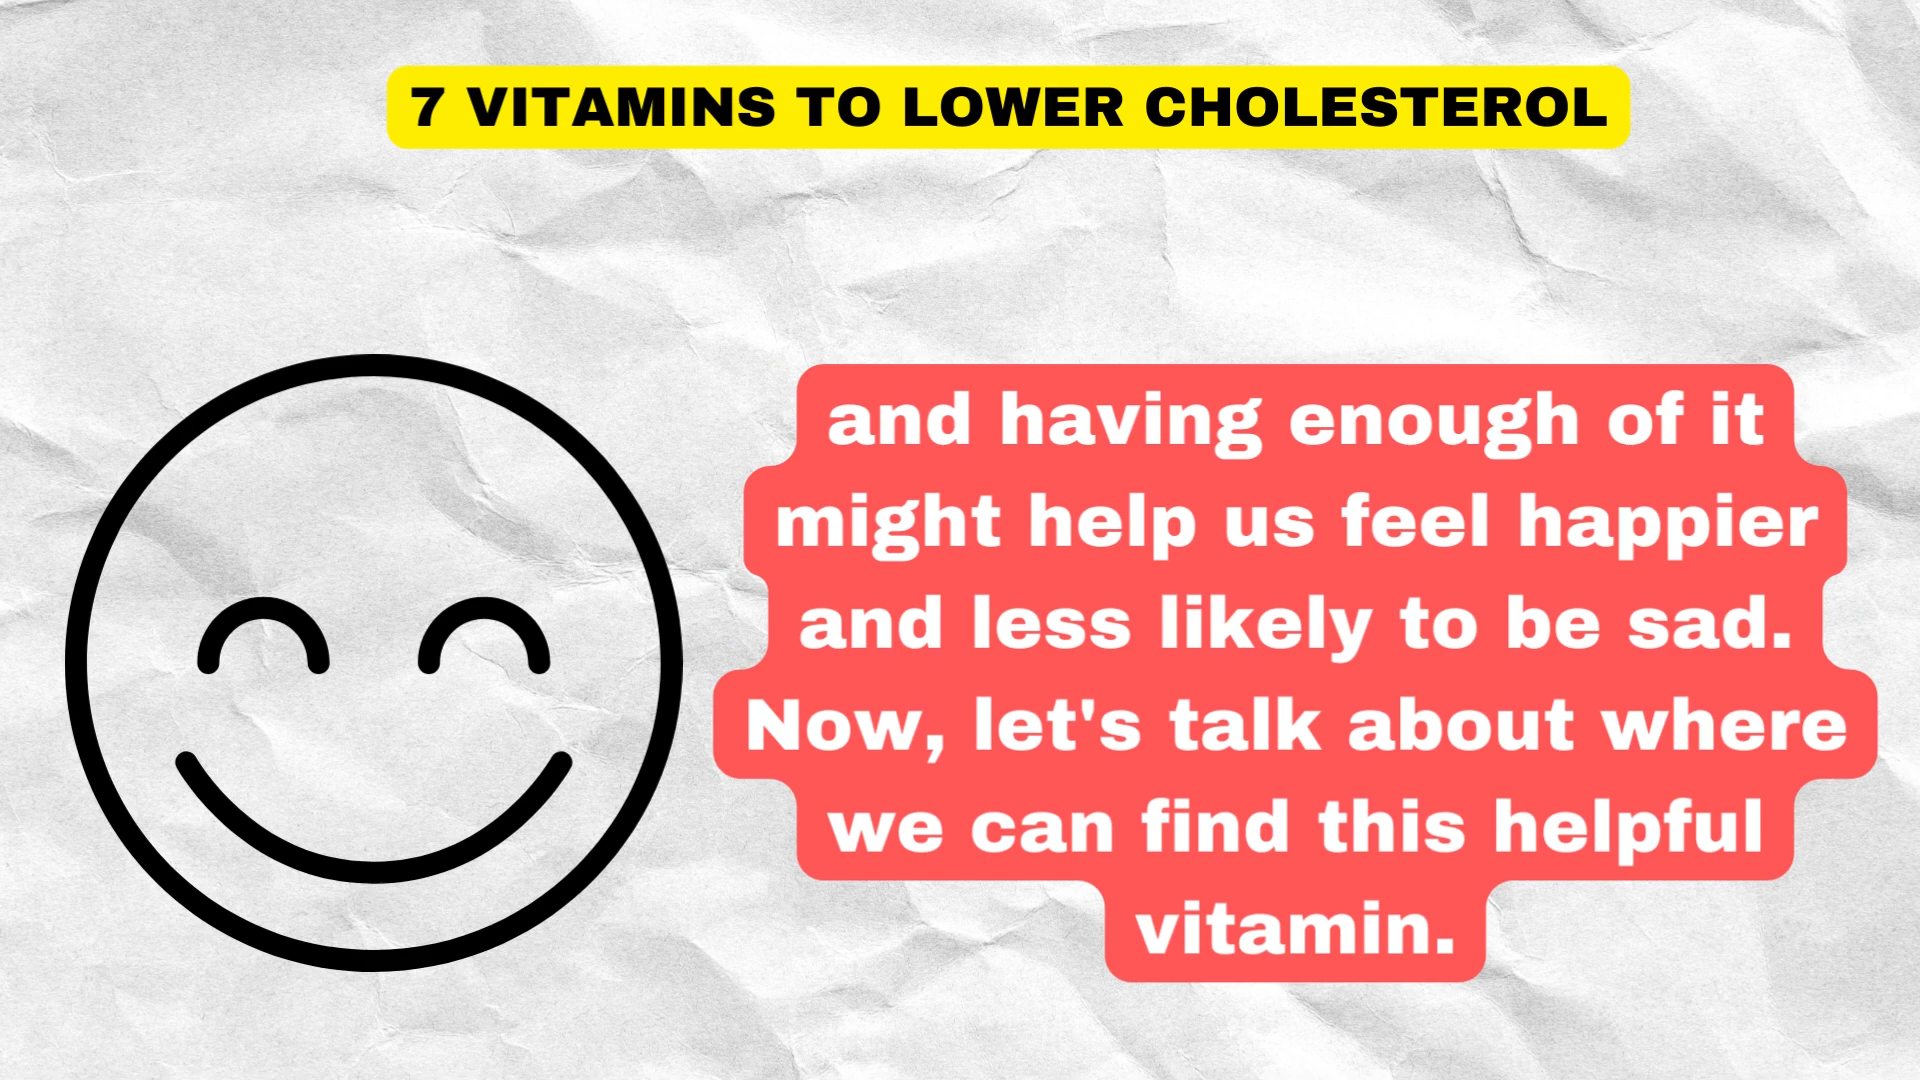 7 VITAMINS TO LOWER CHOLESTEROL
and having enough of it
might help us feel happier
and less likely to be sad.
Now, let's talk about where
we can find this helpful
vitamin.